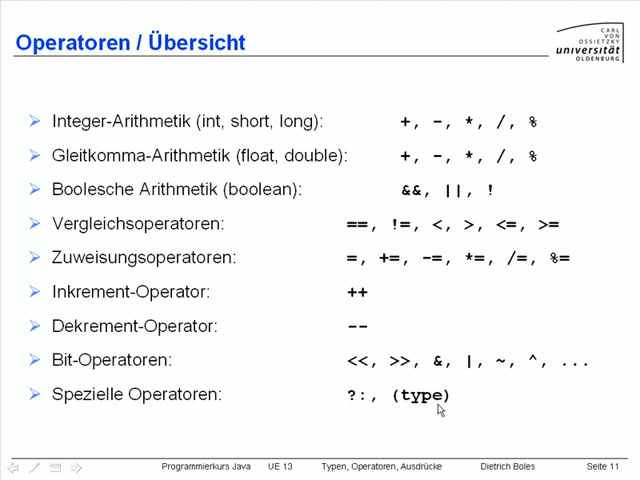 Operatoren / Übersicht
CARL
VON
OSSIETZKY
universität
OLDENBURG
Integer-Arithmetik (int, short, long): +, -, *, /, %
Gleitkomma-Arithmetik (float, double): +, -, *, /, %
Boolesche Arithmetik (boolean): &&, ||, !
Vergleichsoperatoren: ==, !=, <, >, <=, >=
Zuweisungsoperatoren: =, +=, -=, *=, /=, %=
Inkrement-Operator: ++
Dekrement-Operator: --
Bit-Operatoren: <<, >>, &, |, ~, ^, ...
Spezielle Operatoren: ?:, (type)
Programmierkurs Java UE 13 Typen, Operatoren, Ausdrücke Dietrich Boles Seite 11